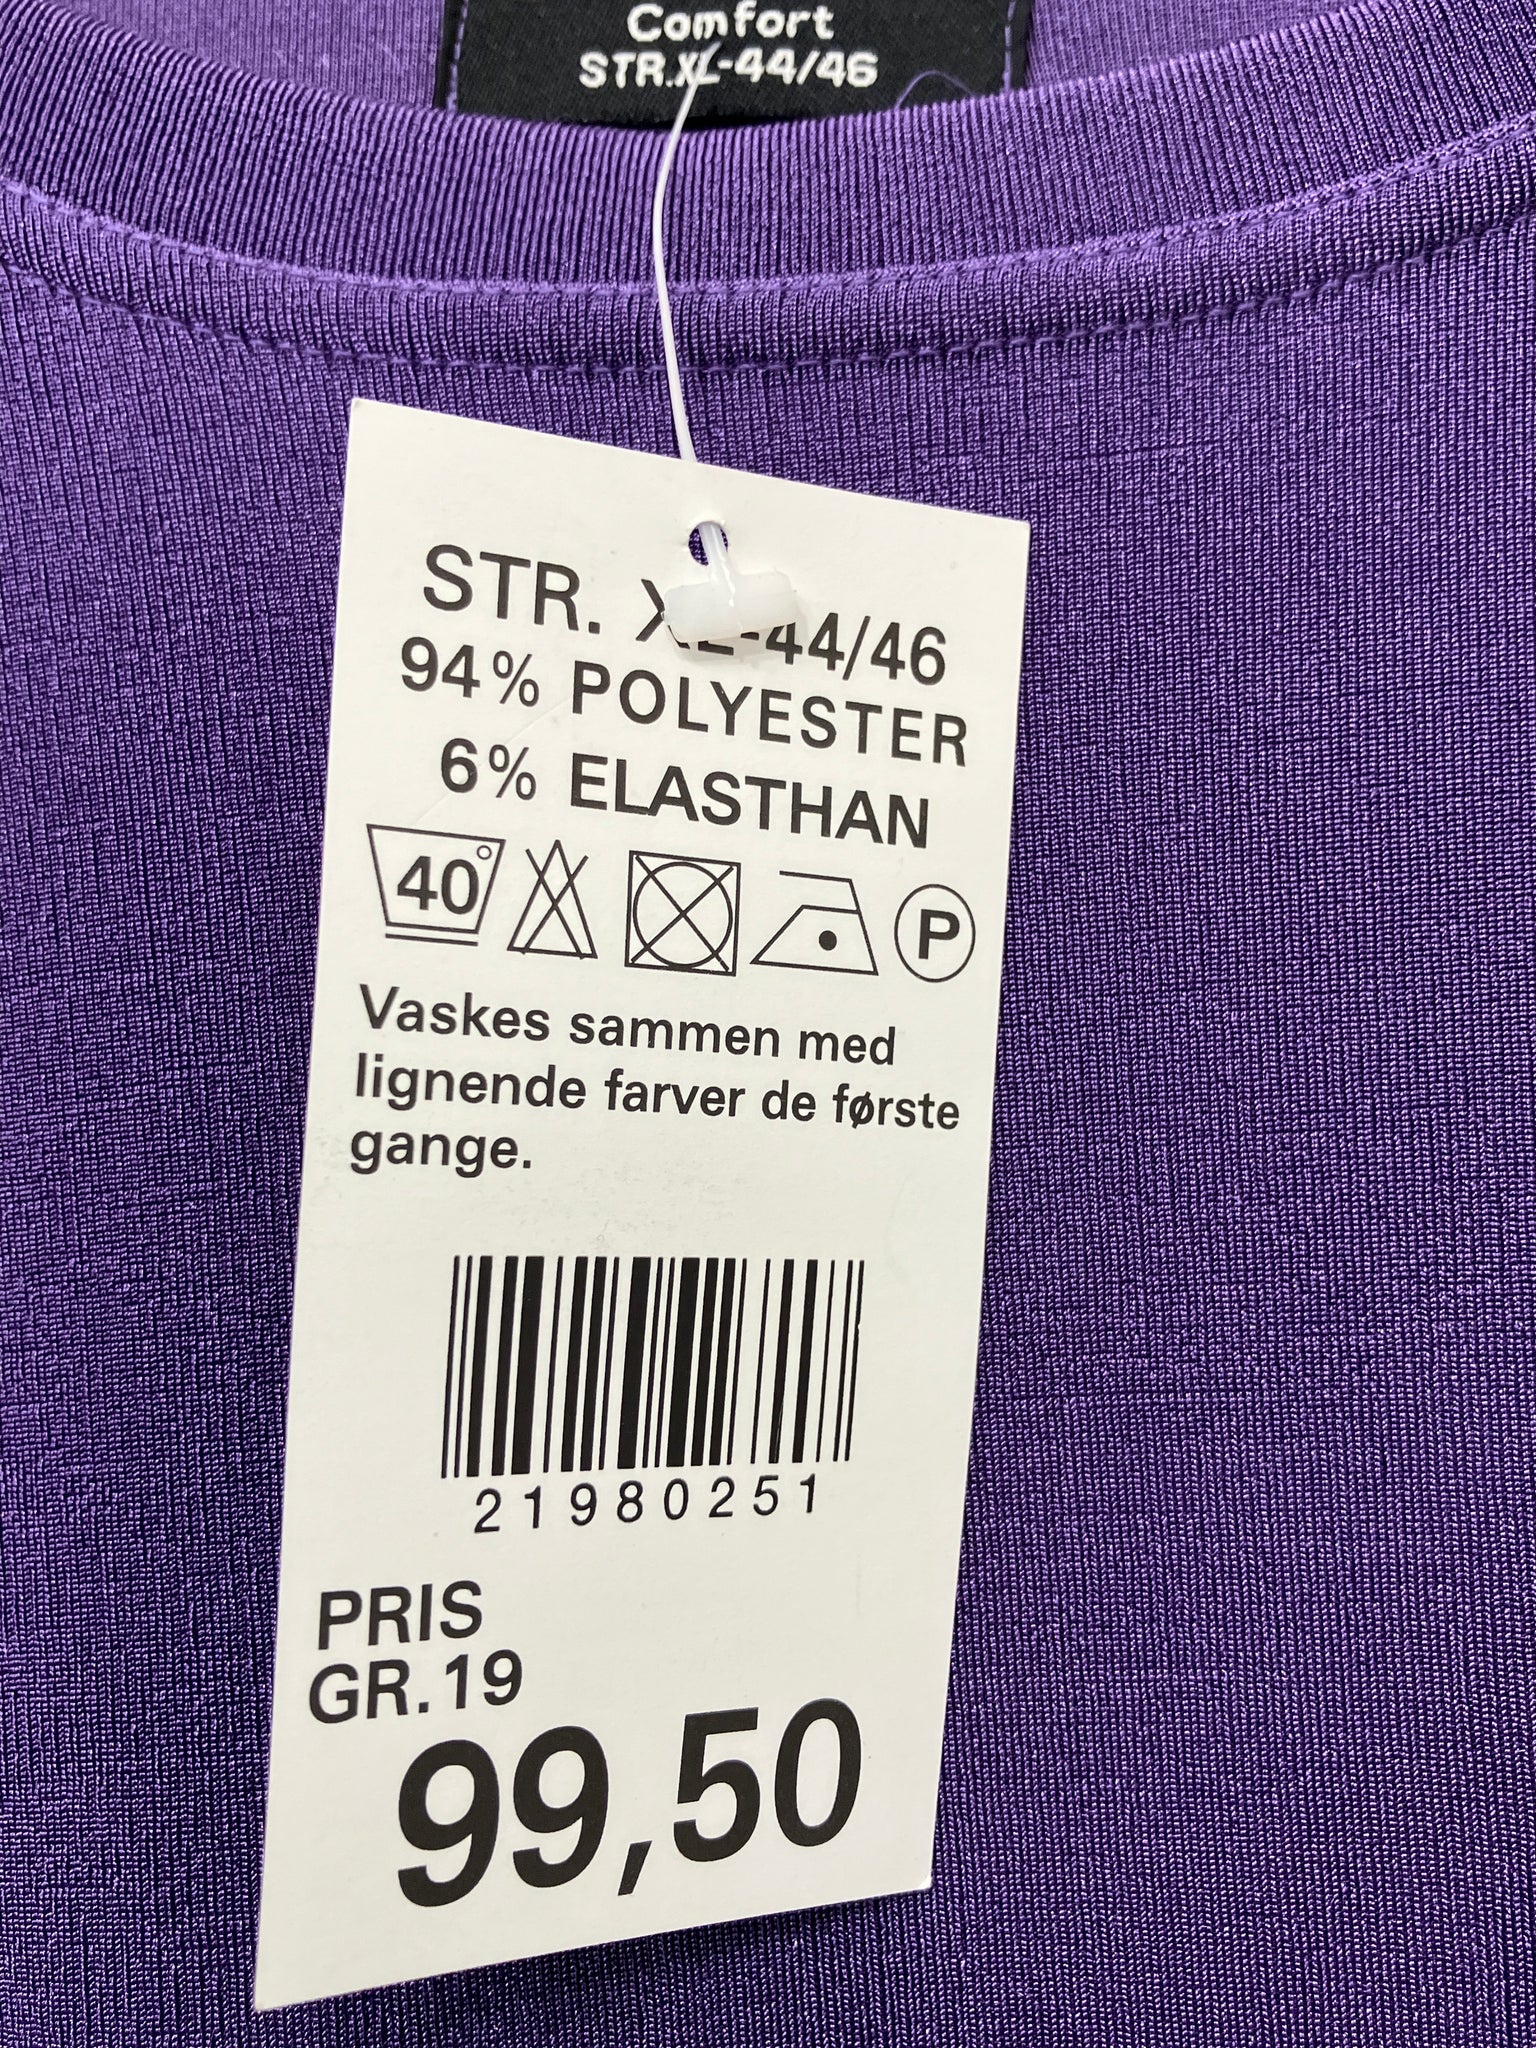 Comfort
STR.XL-44/46
STR. XL-44/46
94% POLYESTER
6% ELASTHAN
40° P
Vaskes sammen med
lignende farver de første
gange.
21980251
PRIS
GR.19
99,50